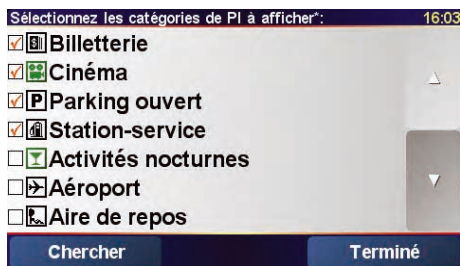 Sélectionnez les catégories de PI à afficher*: 16:03
Billetterie
Cinéma
P Parking ouvert
Station-service
Activités nocturnes
Aéroport
Aire de repos
Chercher Terminé